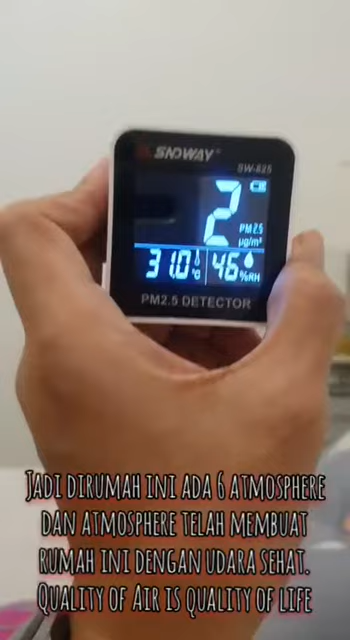 SNDWAY
SW-825
2
PM2.5
µg/m³
31.0 °C 46 %RH
PM2.5 DETECTOR
JADI DIRUMAH INI ADA 6 ATMOSPHERE
DAN ATMOSPHERE TELAH MEMBUAT
RUMAH INI DENGAN UDARA SEHAT.
QUALITY OF AIR IS QUALITY OF LIFE